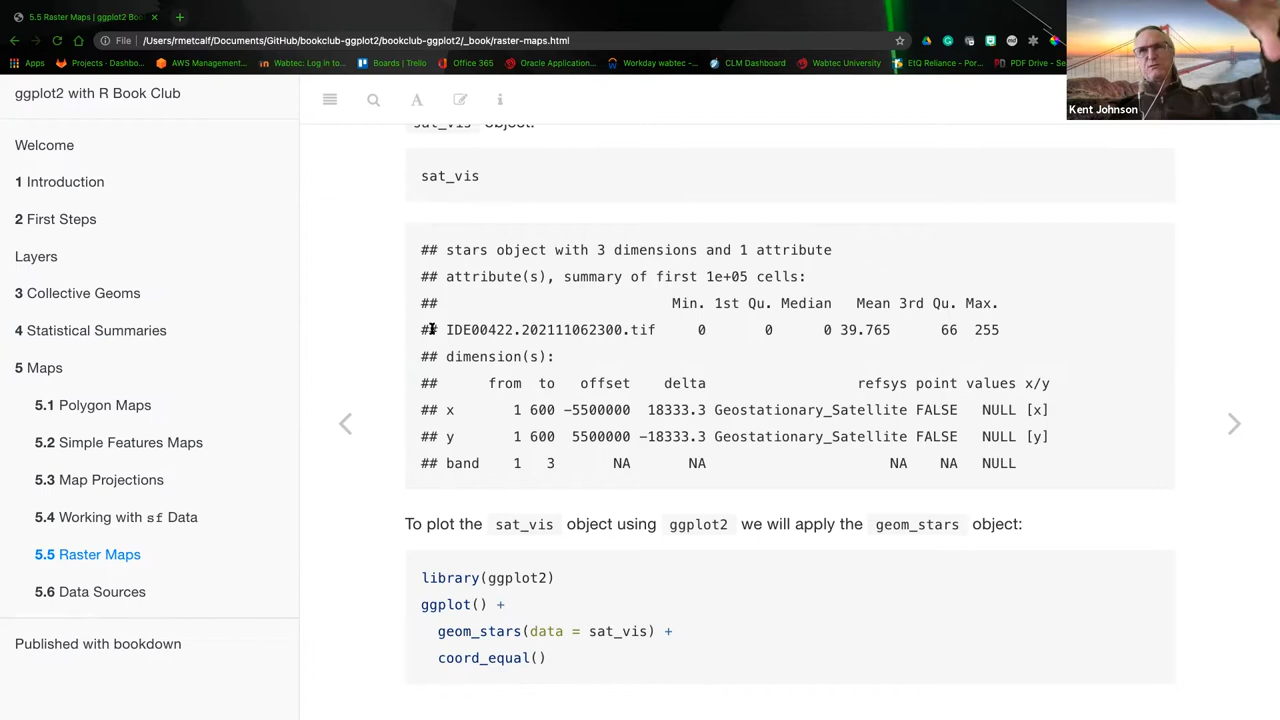 5.5 Raster Maps | ggplot2 Boo
File /Users/rmetcalf/Documents/GitHub/bookclub-ggplot2/bookclub-ggplot2/_book/raster-maps.html
Apps Projects · Dashbo... AWS Management... Wabtec: Log in to... Boards | Trello Office 365 Oracle Application... Workday wabtec -... CLM Dashboard Wabtec University EtQ Reliance - Por... PDF Drive - Se
Kent Johnson
ggplot2 with R Book Club
Welcome
1 Introduction
2 First Steps
Layers
3 Collective Geoms
4 Statistical Summaries
5 Maps
5.1 Polygon Maps
5.2 Simple Features Maps
5.3 Map Projections
5.4 Working with sf Data
5.5 Raster Maps
5.6 Data Sources
Published with bookdown
sat_vis object:
sat_vis
## stars object with 3 dimensions and 1 attribute
## attribute(s), summary of first 1e+05 cells:
## Min. 1st Qu. Median Mean 3rd Qu. Max.
## IDE00422.202111062300.tif 0 0 0 39.765 66 255
## dimension(s):
## from to offset delta refsys point values x/y
## x 1 600 -5500000 18333.3 Geostationary_Satellite FALSE NULL [x]
## y 1 600 5500000 -18333.3 Geostationary_Satellite FALSE NULL [y]
## band 1 3 NA NA NA NA NULL
To plot the sat_vis object using ggplot2 we will apply the geom_stars object:
library(ggplot2)
ggplot() +
geom_stars(data = sat_vis) +
coord_equal()